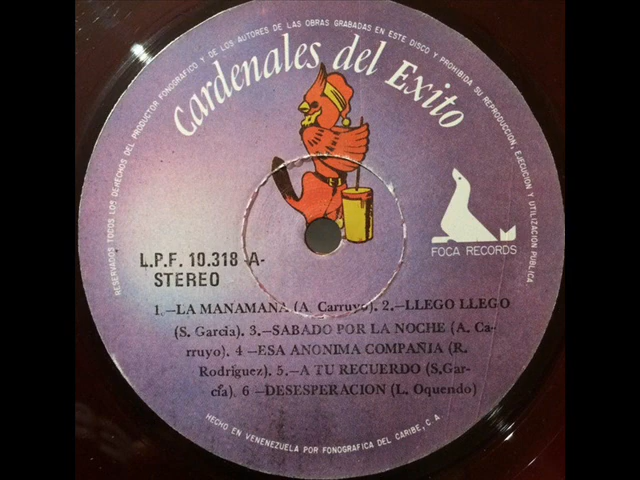 RESERVADOS TODOS LOS DERECHOS DEL PRODUCTOR FONOGRAFICO Y DE LOS AUTORES DE LAS OBRAS GRABADAS EN ESTE DISCO Y PROHIBIDA SU REPRODUCCION, EJECUCION Y UTILIZACION PUBLICA
Cardenales del Exito
FOCA RECORDS
L.P.F. 10.318 -A-
STEREO
1.—LA MANAMANA (A. Carruyo). 2.—LLEGO LLEGO
(S. Garcia). 3.—SABADO POR LA NOCHE (A. Ca-
rruyo). 4 —ESA ANONIMA COMPAÑIA (R.
Rodríguez). 5.—A TU RECUERDO (S.Gar-
cía). 6 —DESESPERACION (L. Oquendo)
HECHO EN VENENEZUELA POR FONOGRAFICA DEL CARIBE, C.A.